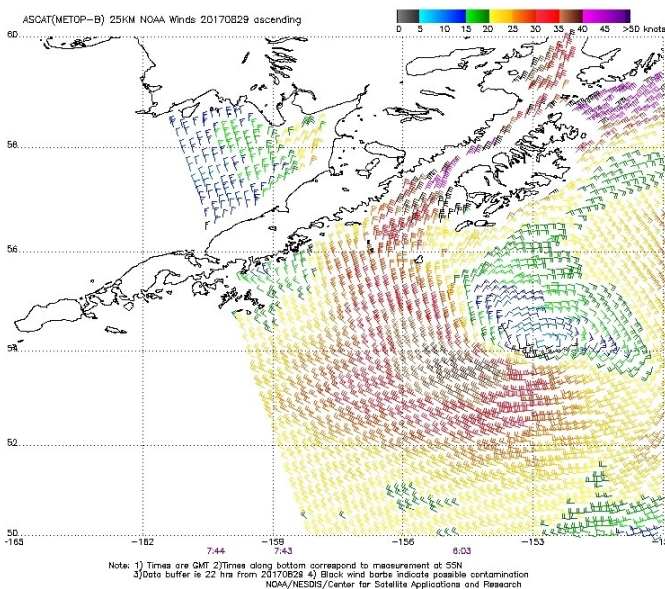 ASCAT(METOP-B) 25KM NOAA Winds 20170829 ascending
0 5 10 15 20 25 30 35 40 45 >50 knots
60
58
56
54
52
50
-165 -162 -159 -156 -153
7:44 7:43 6:03
Note: 1) Times are GMT 2)Times along bottom correspond to measurement at 55N
3)Data buffer is 22 hrs from 20170829 4) Black wind barbs indicate possible contamination
NOAA/NESDIS/Center for Satellite Applications and Research